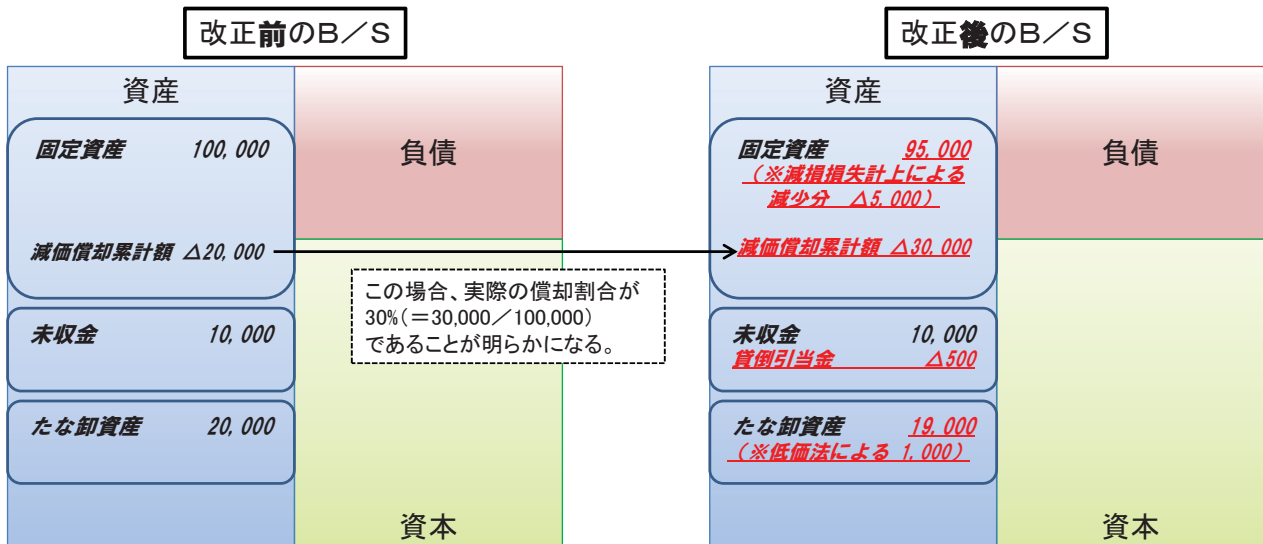 改正前のB／S
資産
負債
固定資産 100,000
減価償却累計額 △20,000
未収金 10,000
たな卸資産 20,000
資本
この場合、実際の償却割合が
30%（＝30,000／100,000）
であることが明らかになる。
改正後のB／S
資産
負債
固定資産 95,000
（※減損損失計上による
減少分 △5,000）
減価償却累計額 △30,000
未収金 10,000
貸倒引当金 △500
たな卸資産 19,000
（※低価法による 1,000）
資本